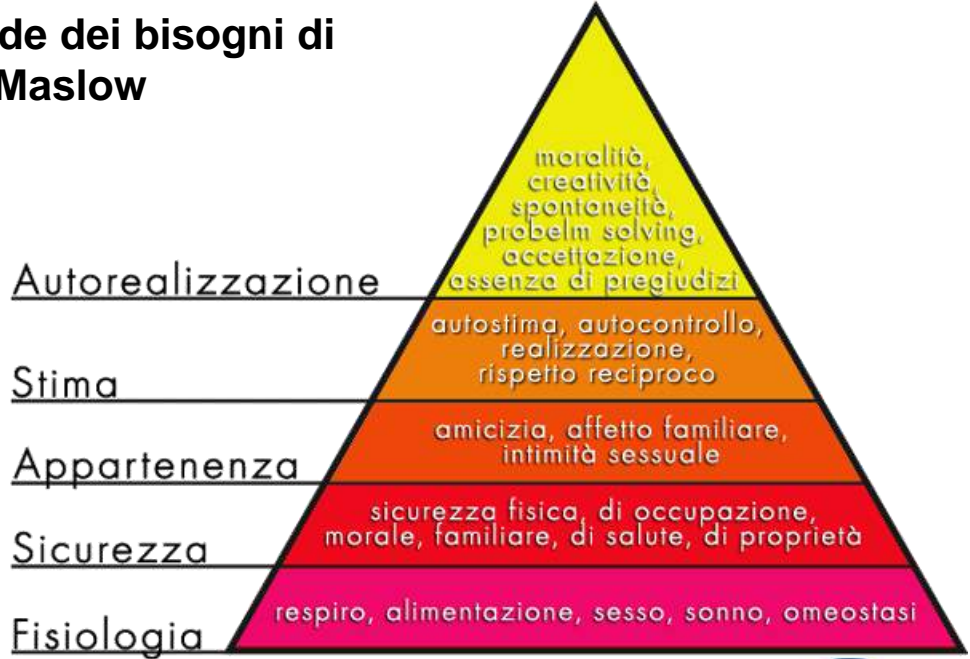 de dei bisogni di
Maslow
moralità,
creatività,
spontaneità,
probelm solving,
accettazione,
assenza di pregiudizi
Autorealizzazione
autostima, autocontrollo,
realizzazione,
rispetto reciproco
Stima
amicizia, affetto familiare,
intimità sessuale
Appartenenza
sicurezza fisica, di occupazione,
morale, familiare, di salute, di proprietà
Sicurezza
respiro, alimentazione, sesso, sonno, omeostasi
Fisiologia